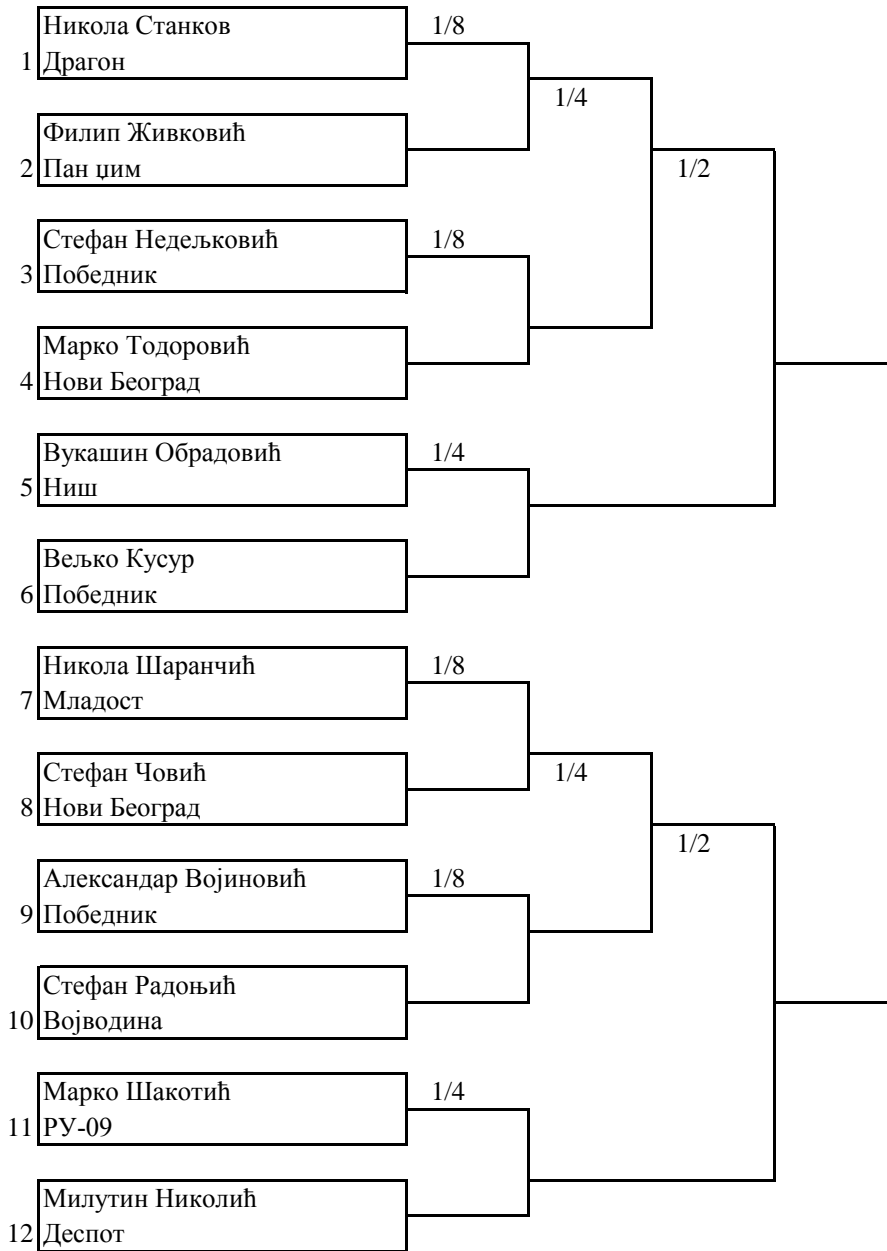 Никола Станков 1/8
1 Драгон
1/4
Филип Живковић
2 Пан џим 1/2
Стефан Недељковић 1/8
3 Победник
Марко Тодоровић
4 Нови Београд
Вукашин Обрадовић 1/4
5 Ниш
Вељко Кусур
6 Победник
Никола Шаранчић 1/8
7 Младост
Стефан Човић 1/4
8 Нови Београд
1/2
Александар Војиновић 1/8
9 Победник
Стефан Радоњић
10 Војводина
Марко Шакотић 1/4
11 РУ-09
Милутин Николић
12 Деспот